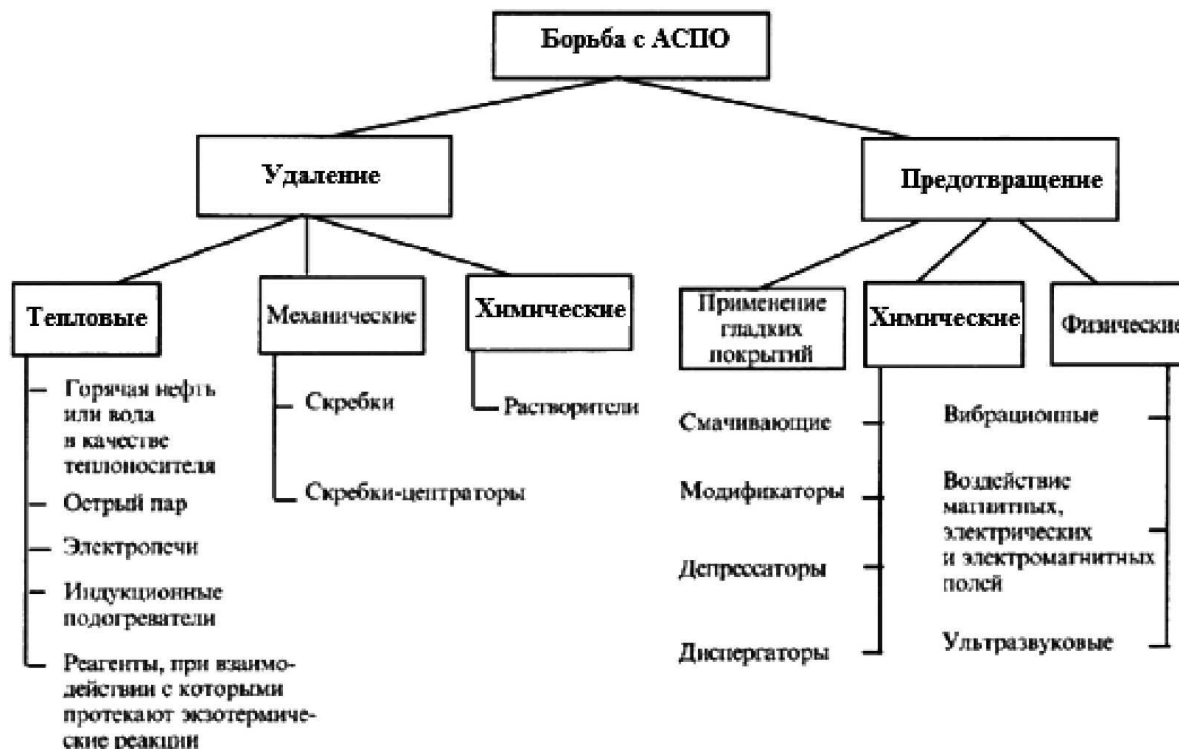 Борьба с АСПО
Удаление
Предотвращение
Тепловые
Механические
Химические
Применение
гладких
покрытий
Химические
Физические
Горячая нефть
или вода
в качестве
теплоносителя
Острый пар
Электропечи
Индукционные
подогреватели
Реагенты, при взаимо-
действии с которыми
протекают экзотермиче-
ские реакции
Скребки
Скребки-центраторы
Растворители
Смачивающие
Модификаторы
Депрессаторы
Диспергаторы
Вибрационные
Воздействие
магнитных,
электрических
и электромагнитных
полей
Ультразвуковые